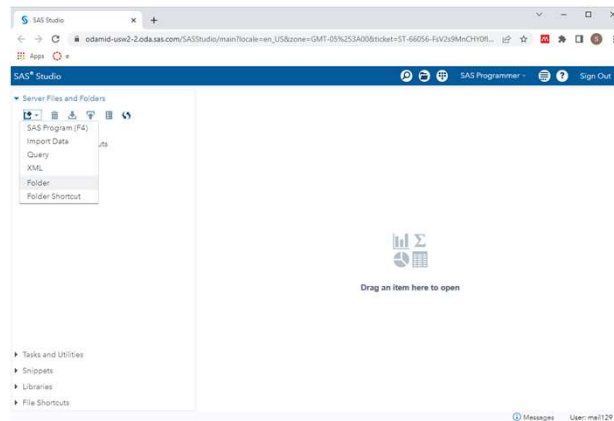 SAS Studio
odamid-usw2-2.oda.sas.com/SASStudio/main?locale=en_US&zone=GMT-05%253A00&ticket=ST-66056-FsV2s9MnCHY0fl...
Apps
SAS® Studio
SAS Programmer
Sign Out
Server Files and Folders
SAS Program (F4)
Import Data
uts
Query
XML
Folder
Folder Shortcut
Drag an item here to open
Tasks and Utilities
Snippets
Libraries
File Shortcuts
Messages
User: mell129